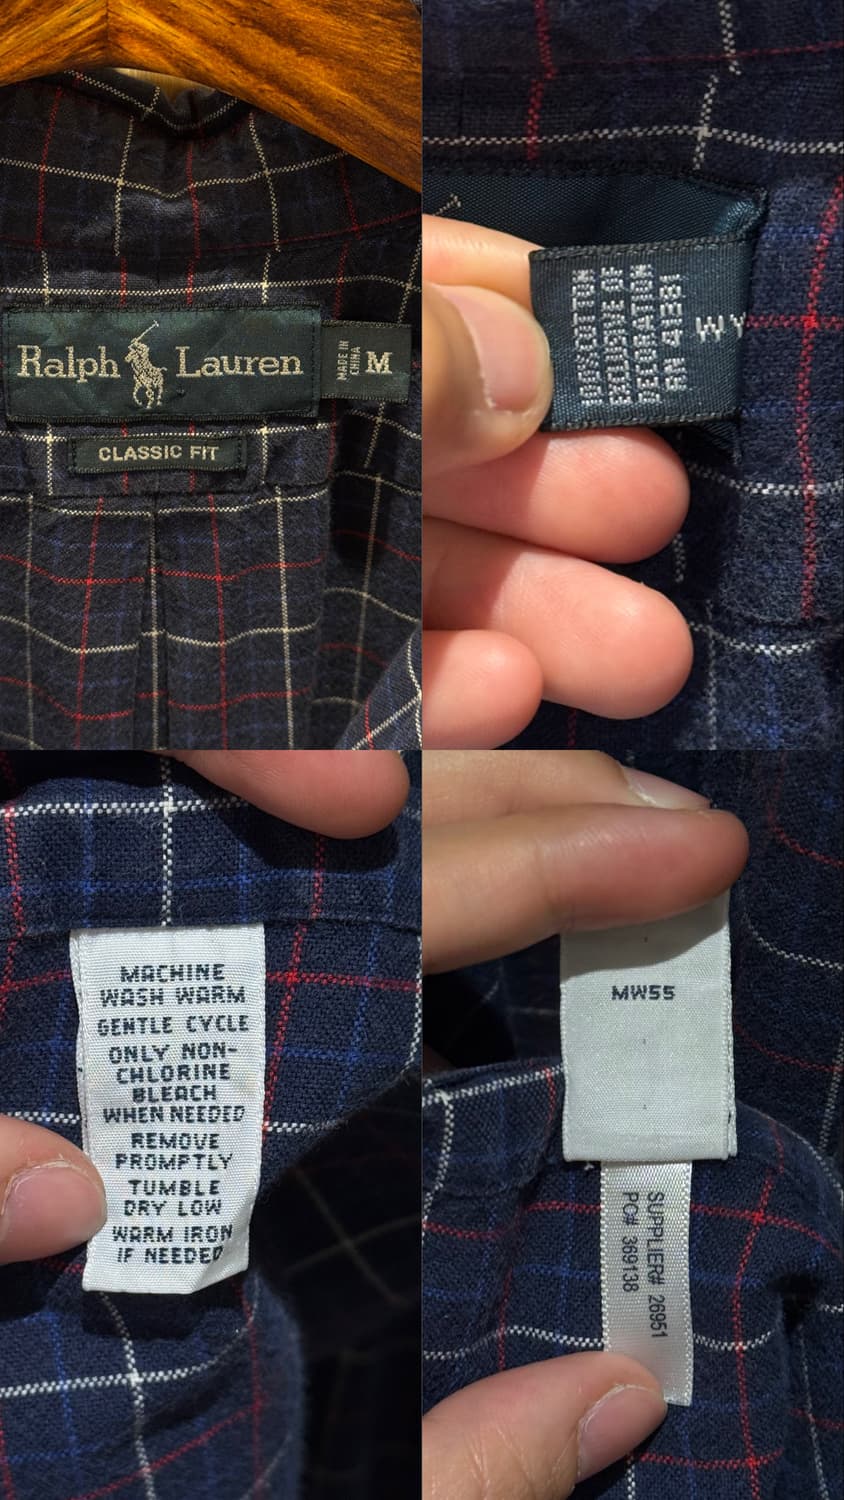 Ralph Lauren
MADE IN
CHINA
M
CLASSIC FIT
100% COTTON
EXCLUSIVE OF
DECORATION
RN 41381
W
MACHINE
WASH WARM
GENTLE CYCLE
ONLY NON-
CHLORINE
BLEACH
WHEN NEEDED
REMOVE
PROMPTLY
TUMBLE
DRY LOW
WARM IRON
IF NEEDED
MW55
SUPPLIER# 26951
PO# 369138